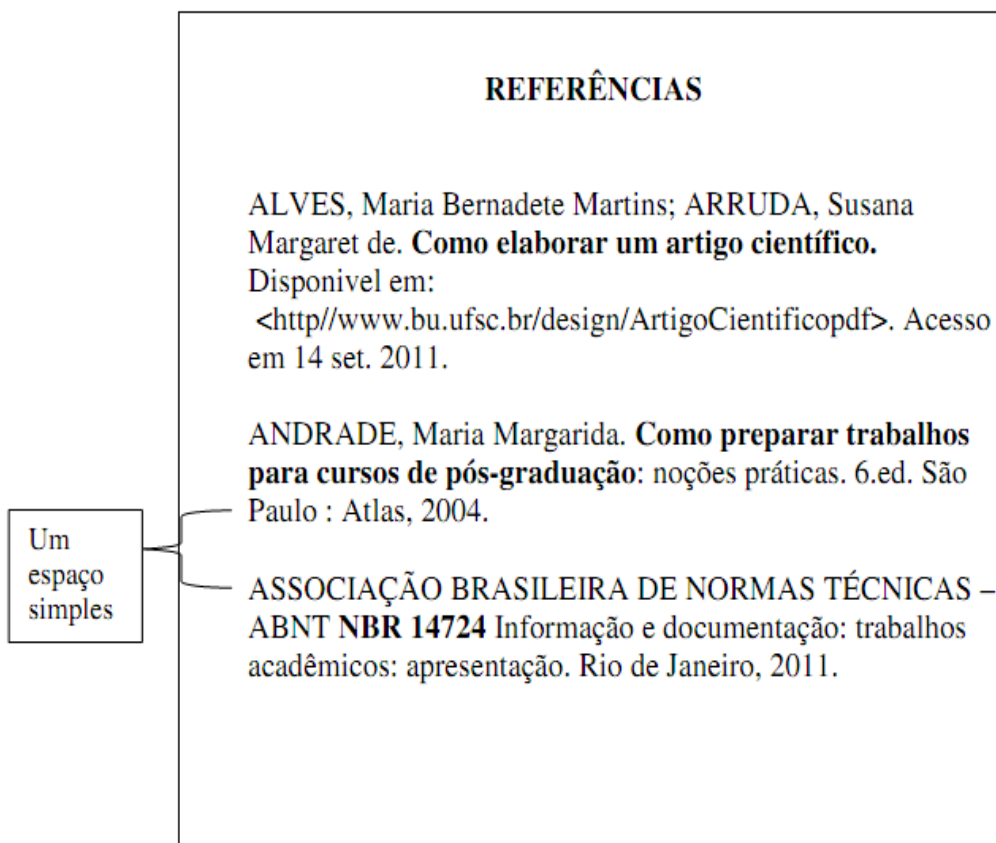 REFERÊNCIAS
ALVES, Maria Bernadete Martins; ARRUDA, Susana
Margaret de. Como elaborar um artigo científico.
Disponivel em:
<http//www.bu.ufsc.br/design/ArtigoCientificopdf>. Acesso
em 14 set. 2011.
ANDRADE, Maria Margarida. Como preparar trabalhos
para cursos de pós-graduação: noções práticas. 6.ed. São
Paulo : Atlas, 2004.
Um
espaço
simples
ASSOCIAÇÃO BRASILEIRA DE NORMAS TÉCNICAS –
ABNT NBR 14724 Informação e documentação: trabalhos
acadêmicos: apresentação. Rio de Janeiro, 2011.